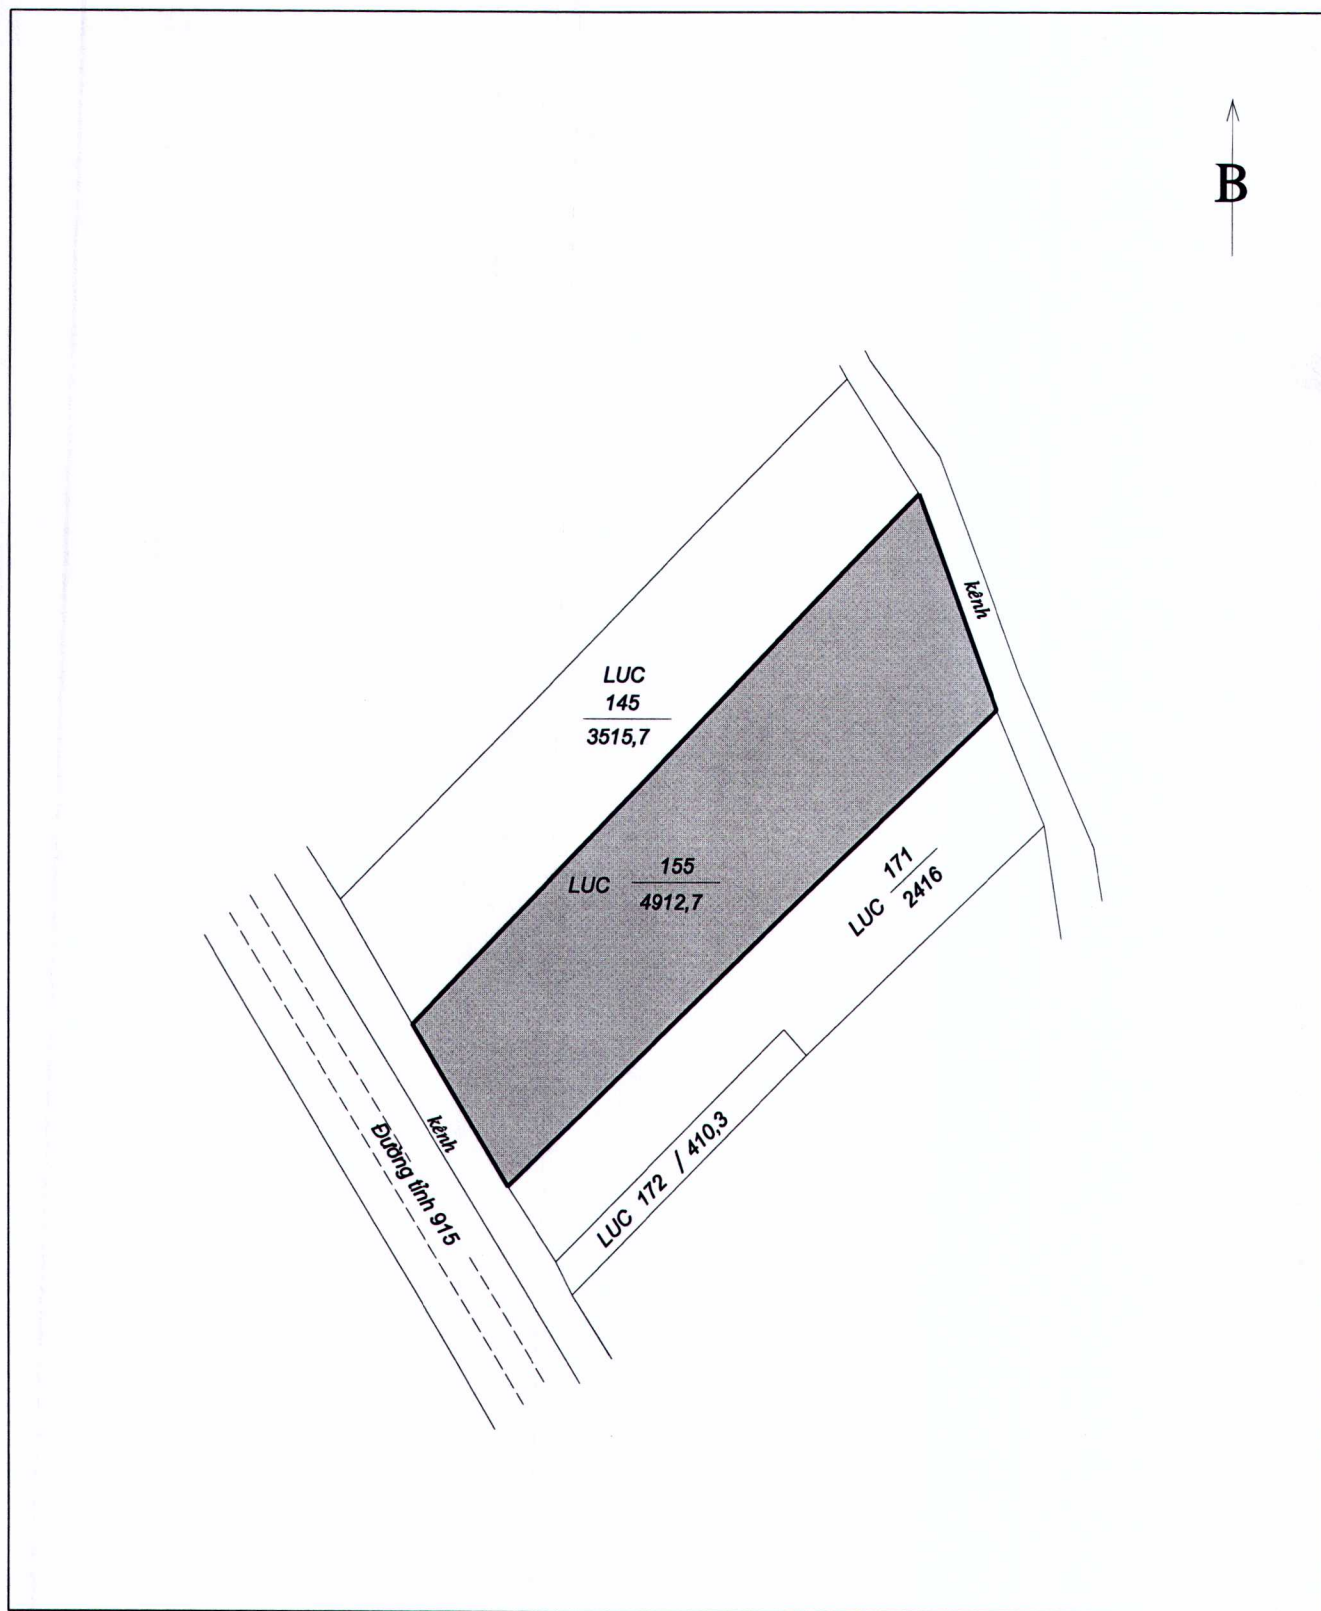 B
kênh
LUC
145
3515,7
155
LUC
4912,7
171
LUC
2416
kênh
Đường tỉnh 915
LUC 172 / 410,3